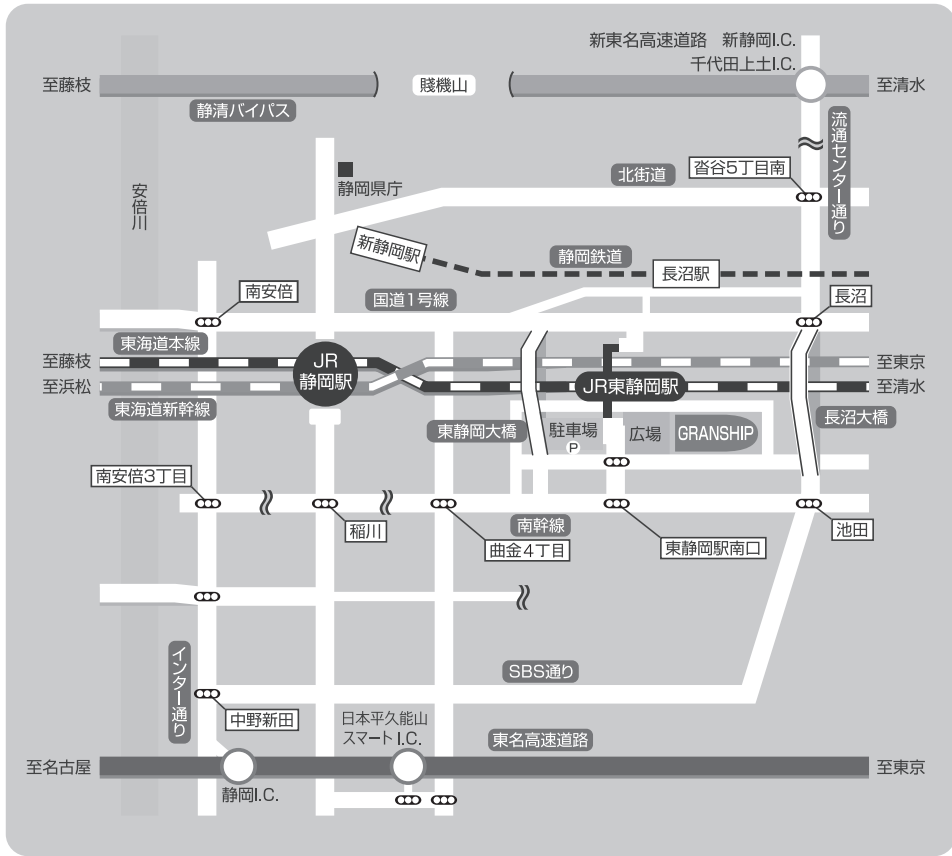 新東名高速道路 新静岡I.C.
千代田上土I.C.
至藤枝
賤機山
至清水
静清バイパス
流通センター通り
沓谷5丁目南
北街道
静岡県庁
安倍川
新静岡駅
静岡鉄道
長沼駅
南安倍
国道1号線
長沼
東海道本線
至藤枝
JR
静岡駅
至東京
至浜松
JR東静岡駅
至清水
東海道新幹線
東静岡大橋
駐車場
P
広場
GRANSHIP
長沼大橋
南安倍3丁目
稲川
南幹線
曲金4丁目
東静岡駅南口
池田
インター通り
SBS通り
中野新田
日本平久能山
スマートI.C.
東名高速道路
至名古屋
至東京
静岡I.C.